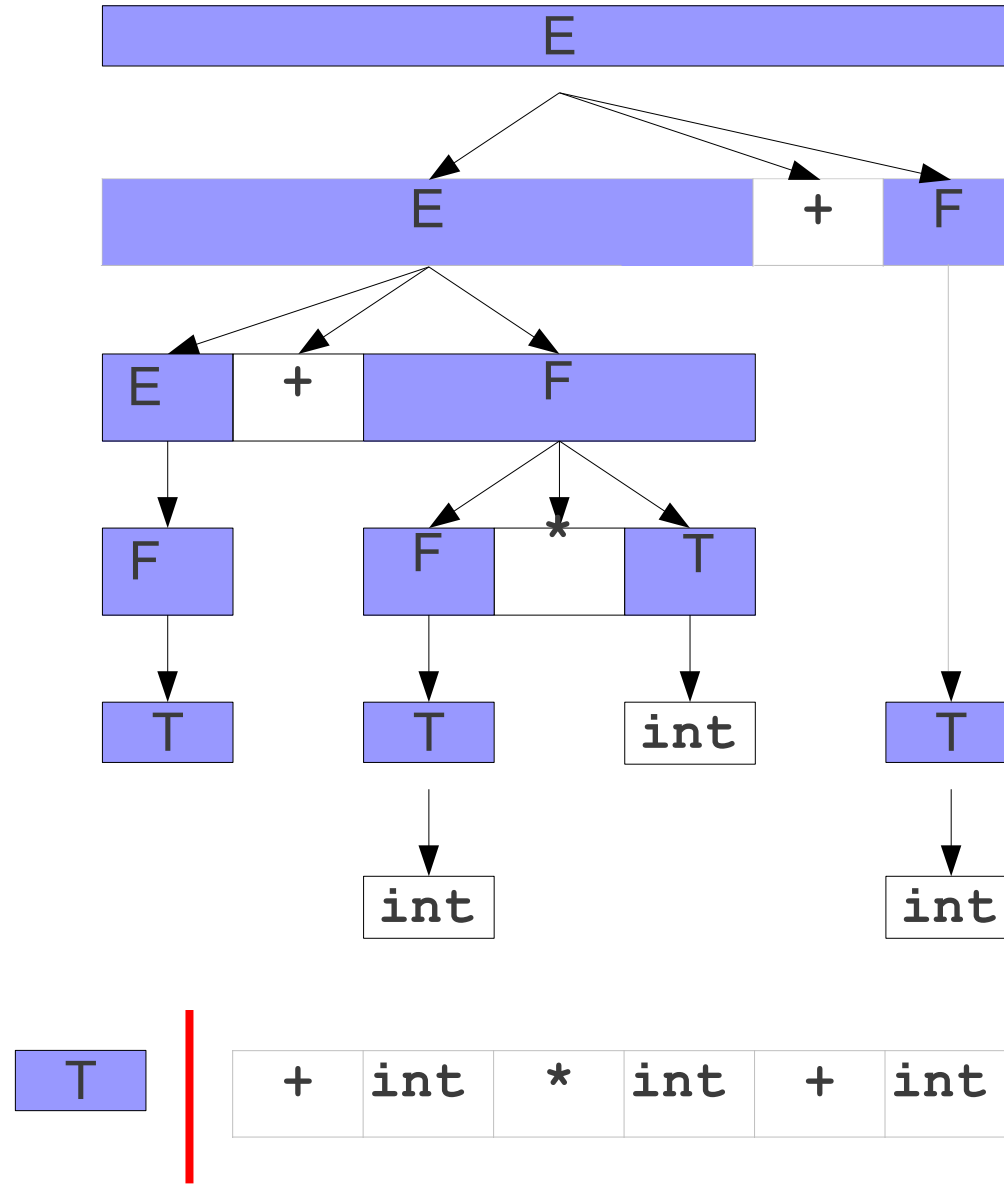 E
E + F
E + F
F F * T
T T int T
int int
T + int * int + int